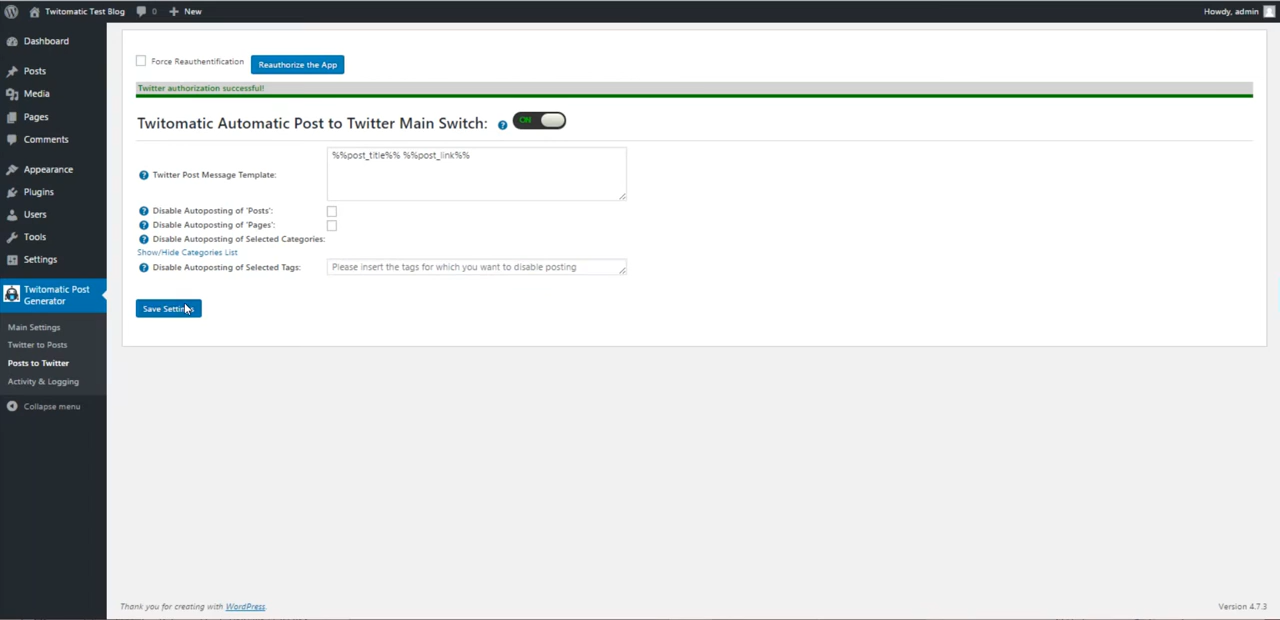 Twitomatic Test Blog 0 New Howdy, admin
Dashboard
Posts
Media
Pages
Comments
Appearance
Plugins
Users
Tools
Settings
Twitomatic Post
Generator
Main Settings
Twitter to Posts
Posts to Twitter
Activity & Logging
Collapse menu
Force Reauthentification Reauthorize the App
Twitter authorization successful!
Twitomatic Automatic Post to Twitter Main Switch: ON
Twitter Post Message Template: %%post_title%% %%post_link%%
Disable Autoposting of 'Posts':
Disable Autoposting of 'Pages':
Disable Autoposting of Selected Categories:
Show/Hide Categories List
Disable Autoposting of Selected Tags: Please insert the tags for which you want to disable posting
Save Settings
Thank you for creating with WordPress. Version 4.7.3